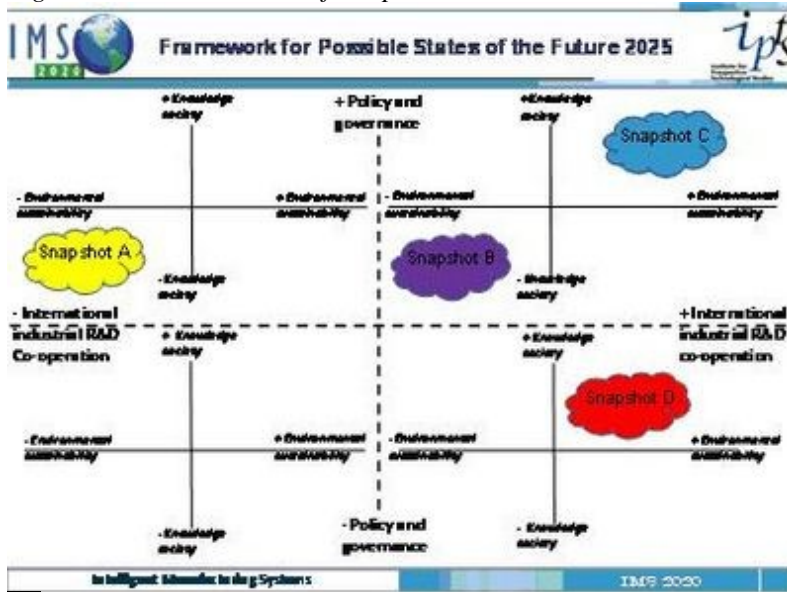 IMS
2020
Framework for Possible States of the Future 2025
ipts
+ Knowledge
society
+ Policy and
governance
+ Knowledge
society
Snapshot C
- Environmental
sustainability
+ Environmental
sustainability
- Environmental
sustainability
+ Environmental
sustainability
Snapshot A
Snapshot B
- Knowledge
society
- Knowledge
society
- International
industrial R&D
Co-operation
+ International
industrial R&D
co-operation
+ Knowledge
society
+ Knowledge
society
Snapshot D
- Environmental
sustainability
+ Environmental
sustainability
- Environmental
sustainability
+ Environmental
sustainability
- Knowledge
society
- Policy and
governance
- Knowledge
society
Intelligent Manufacturing Systems
IMS 2020